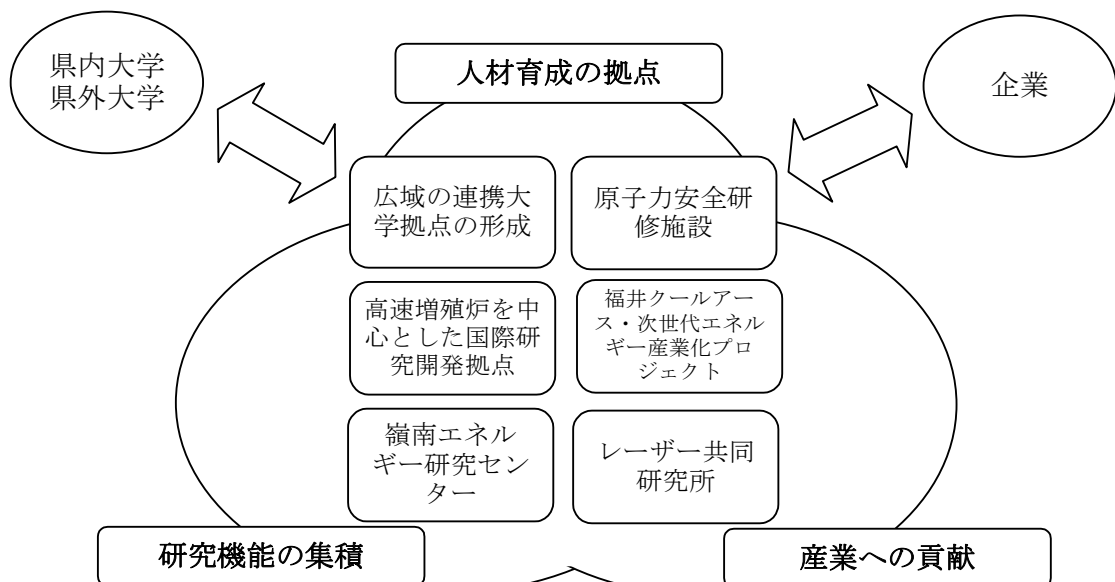 県内大学
県外大学
人材育成の拠点
企業
広域の連携大
学拠点の形成
原子力安全研
修施設
高速増殖炉を中
心とした国際研
究開発拠点
福井クールアー
ス・次世代エネル
ギー産業化プロ
ジェクト
嶺南エネル
ギー研究セン
ター
レーザー共同
研究所
研究機能の集積
産業への貢献